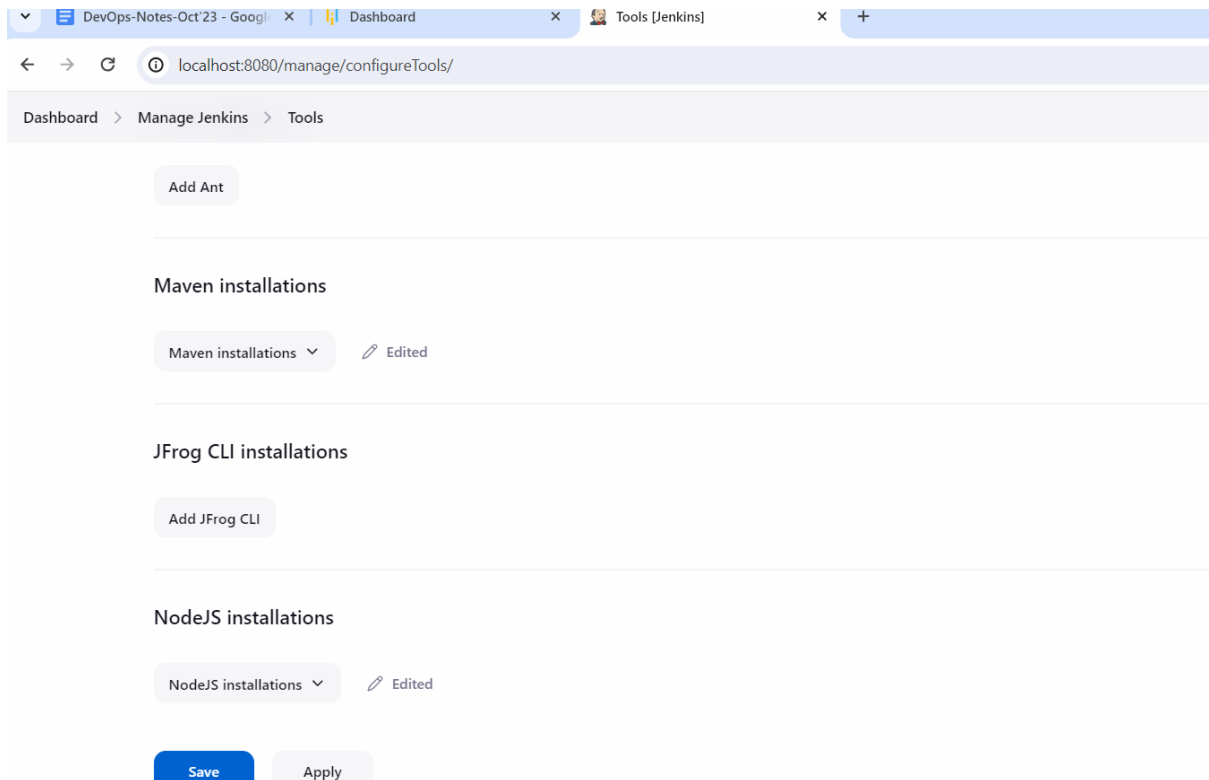 DevOps-Notes-Oct'23 - Googl
Dashboard
Tools [Jenkins]
localhost:8080/manage/configureTools/
Dashboard > Manage Jenkins > Tools
Add Ant
Maven installations
Maven installations Edited
JFrog CLI installations
Add JFrog CLI
NodeJS installations
NodeJS installations Edited
Save Apply